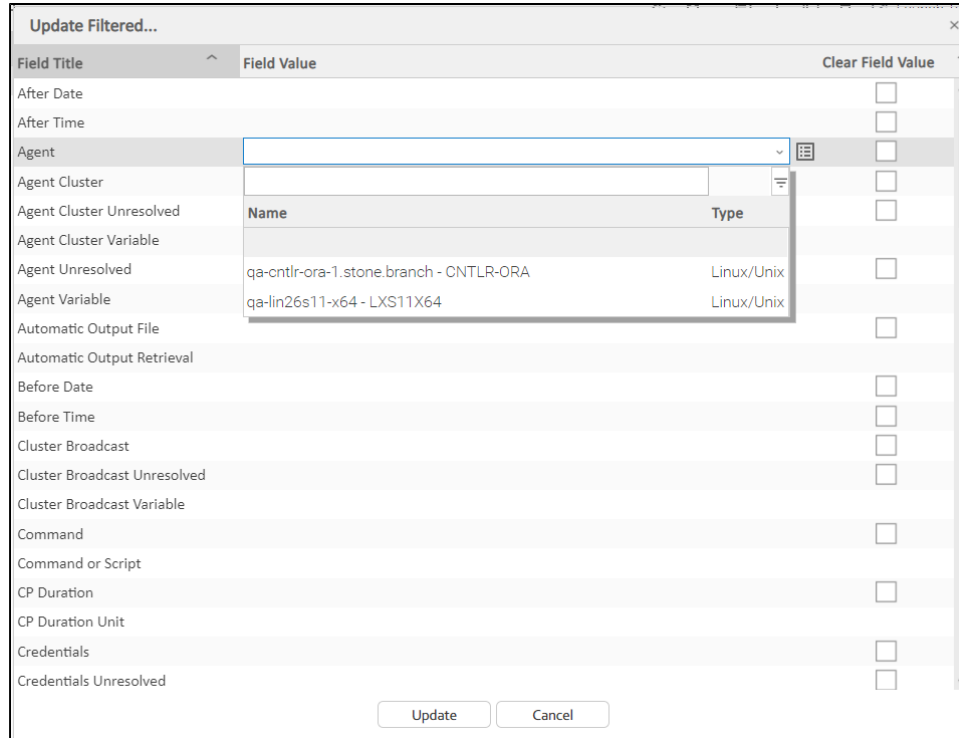 Update Filtered...
Field Title Field Value Clear Field Value
After Date
After Time
Agent
Agent Cluster
Agent Cluster Unresolved Name Type
Agent Cluster Variable
Agent Unresolved qa-cntlr-ora-1.stone.branch - CNTLR-ORA Linux/Unix
Agent Variable qa-lin26s11-x64 - LXS11X64 Linux/Unix
Automatic Output File
Automatic Output Retrieval
Before Date
Before Time
Cluster Broadcast
Cluster Broadcast Unresolved
Cluster Broadcast Variable
Command
Command or Script
CP Duration
CP Duration Unit
Credentials
Credentials Unresolved
Update Cancel